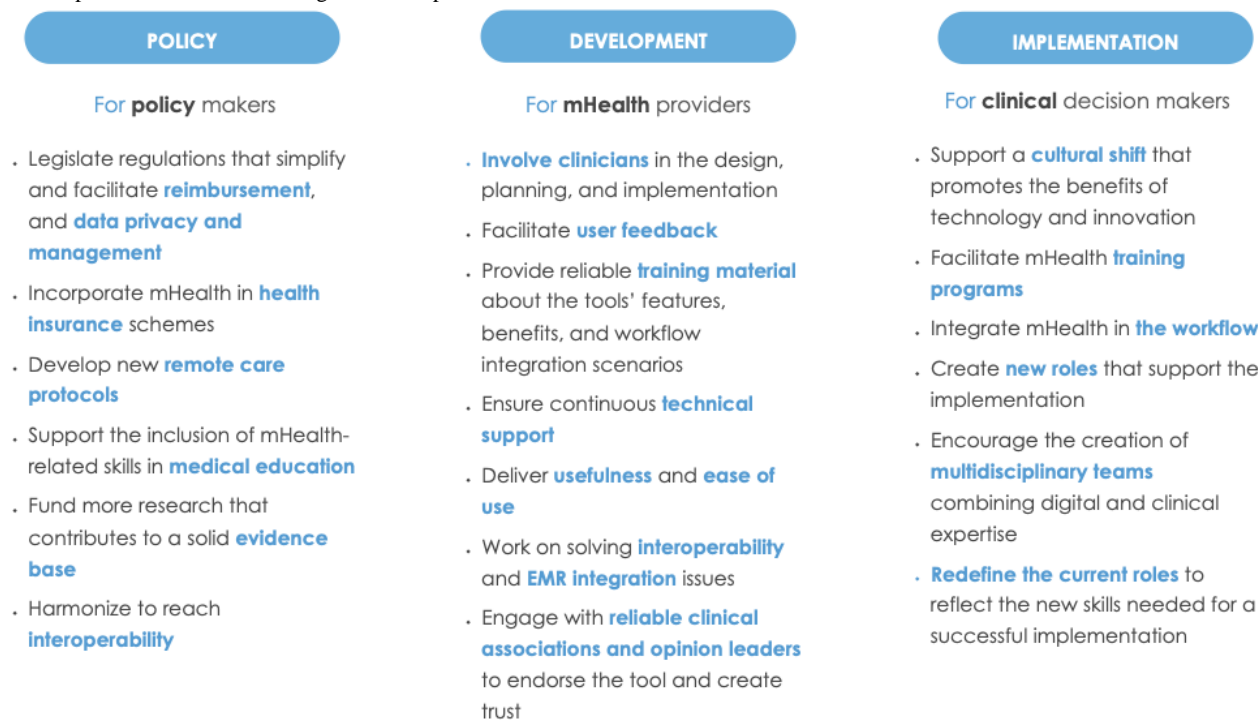 POLICY
For policy makers
. Legislate regulations that simplify
and facilitate reimbursement,
and data privacy and
management
. Incorporate mHealth in health
insurance schemes
. Develop new remote care
protocols
. Support the inclusion of mHealth-
related skills in medical education
. Fund more research that
contributes to a solid evidence
base
. Harmonize to reach
interoperability
DEVELOPMENT
For mHealth providers
. Involve clinicians in the design,
planning, and implementation
. Facilitate user feedback
. Provide reliable training material
about the tools' features,
benefits, and workflow
integration scenarios
. Ensure continuous technical
support
. Deliver usefulness and ease of
use
. Work on solving interoperability
and EMR integration issues
. Engage with reliable clinical
associations and opinion leaders
to endorse the tool and create
trust
IMPLEMENTATION
For clinical decision makers
. Support a cultural shift that
promotes the benefits of
technology and innovation
. Facilitate mHealth training
programs
. Integrate mHealth in the workflow
. Create new roles that support the
implementation
. Encourage the creation of
multidisciplinary teams
combining digital and clinical
expertise
. Redefine the current roles to
reflect the new skills needed for a
successful implementation